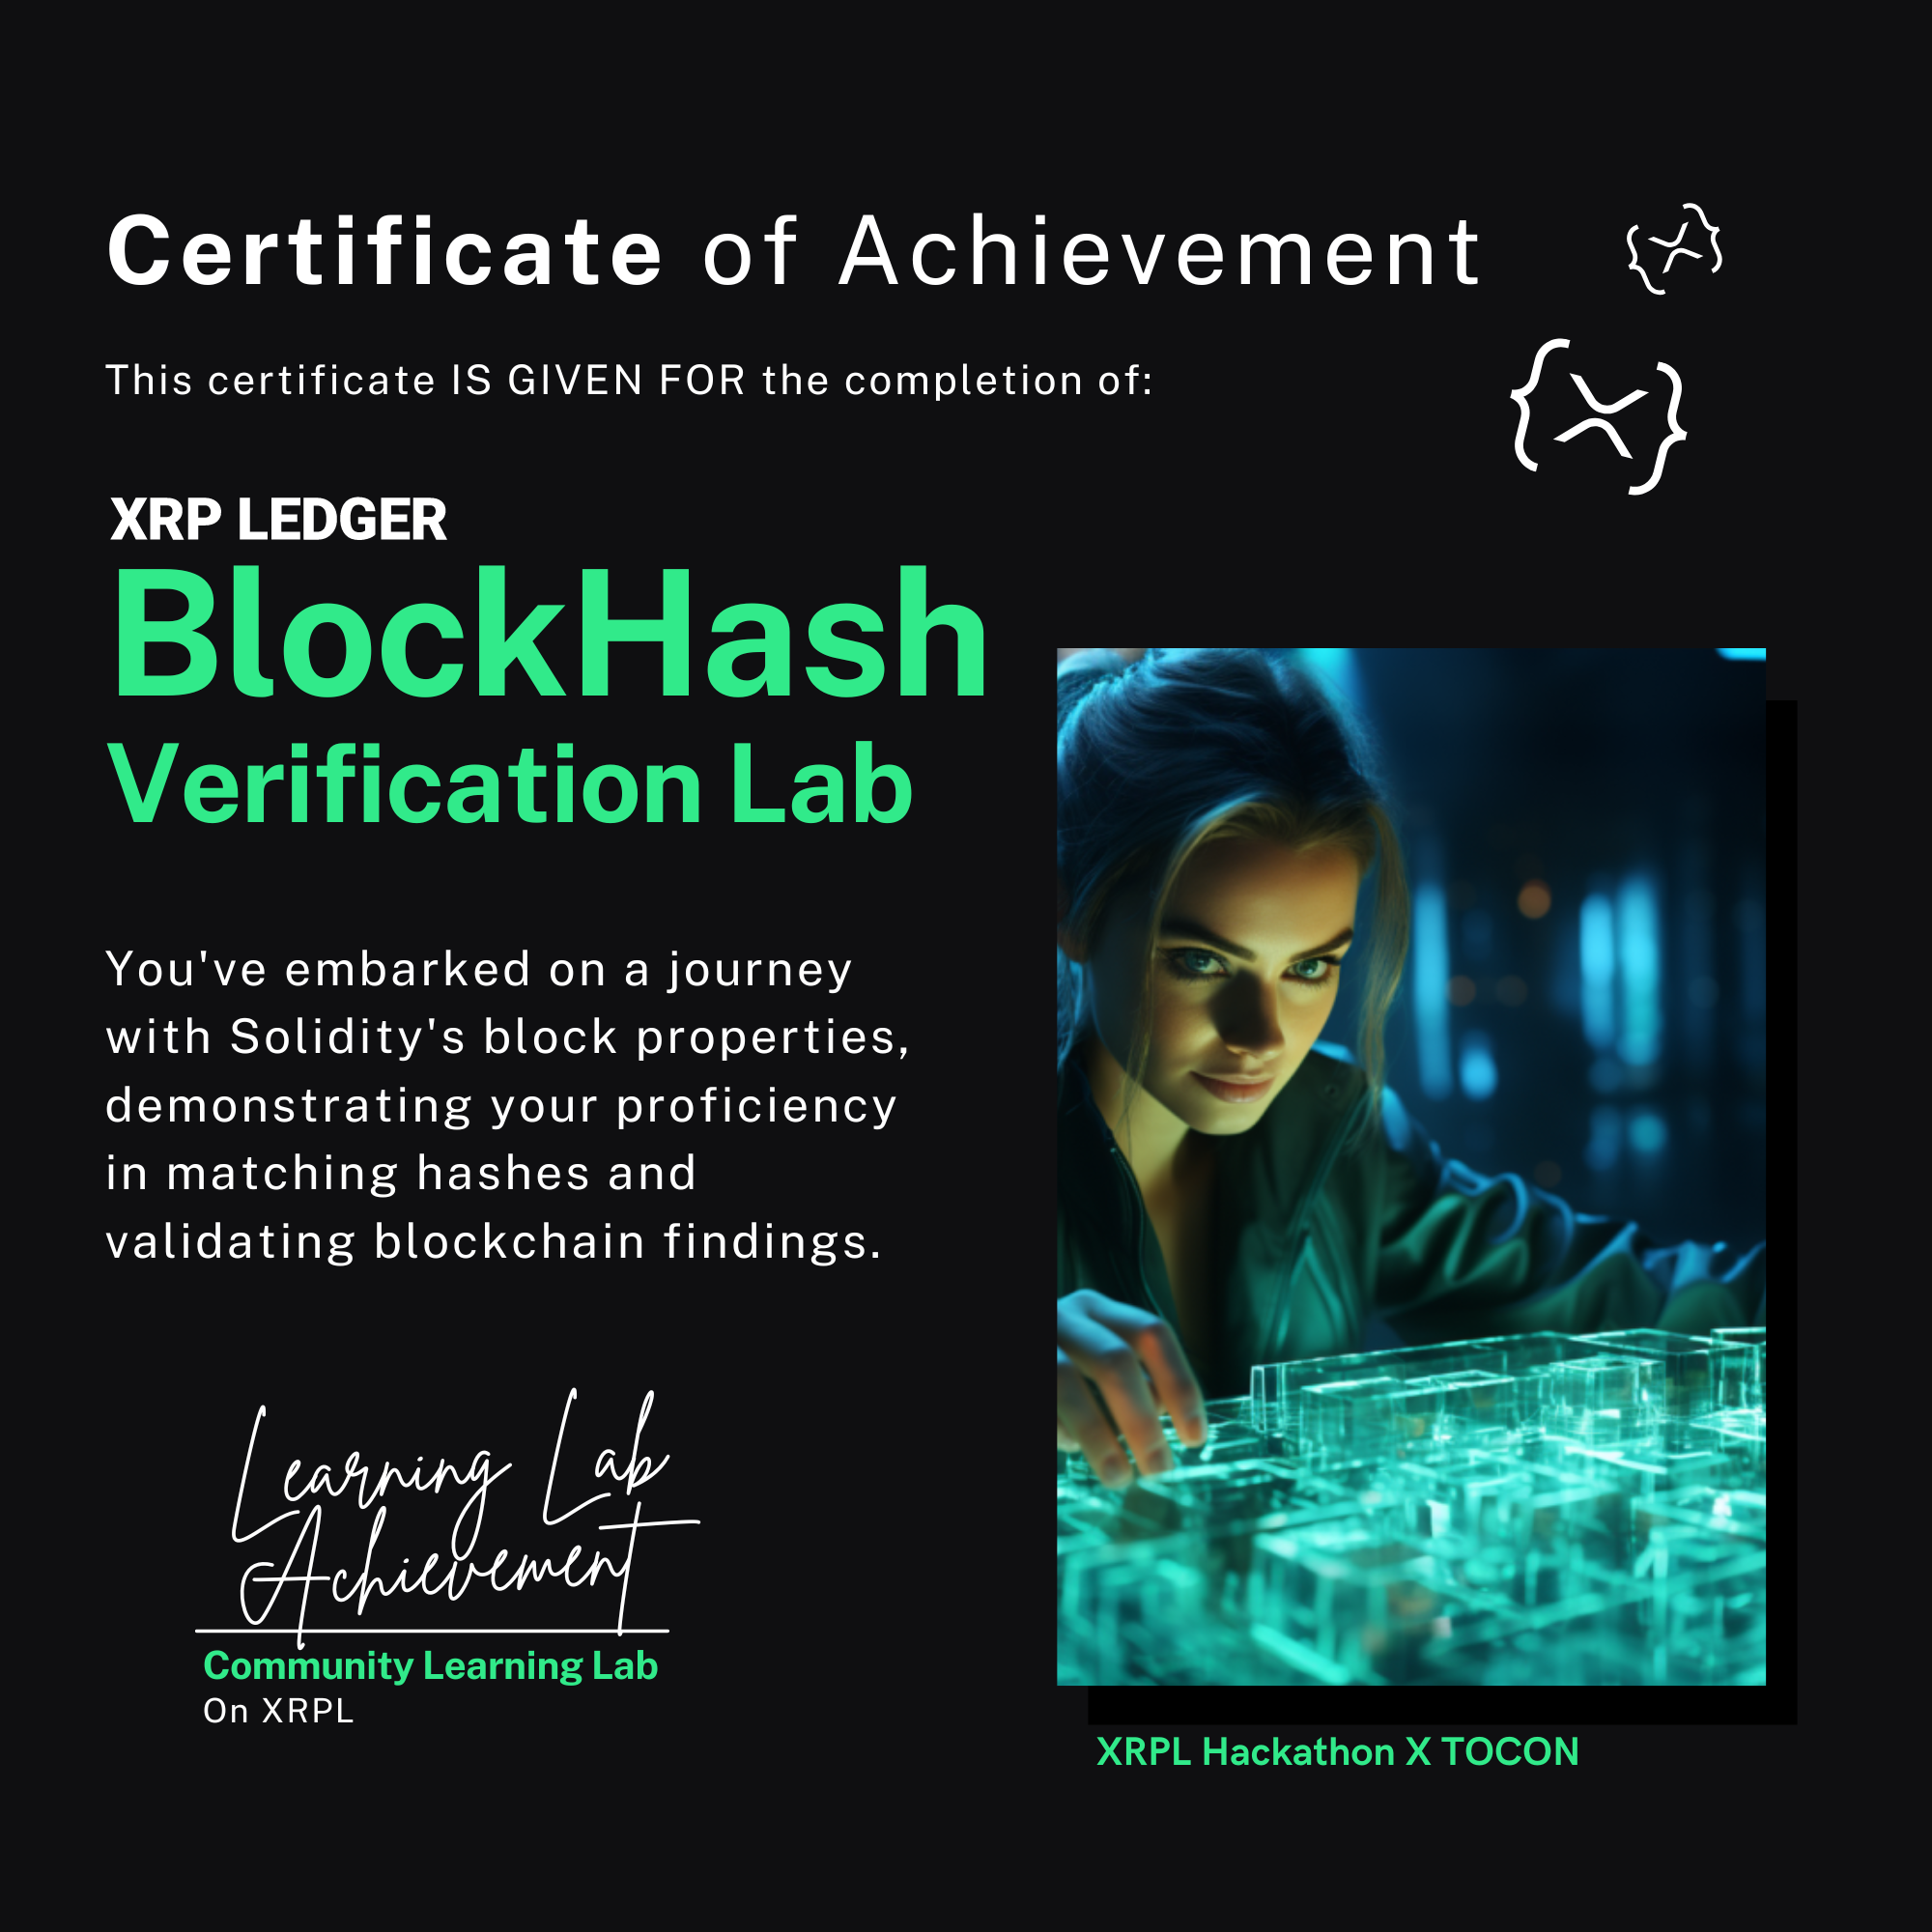 Certificate of Achievement
This certificate IS GIVEN FOR the completion of:
XRP LEDGER
BlockHash
Verification Lab
You've embarked on a journey
with Solidity's block properties,
demonstrating your proficiency
in matching hashes and
validating blockchain findings.
Learning Lab
Achievement
Community Learning Lab
On XRPL
XRPL Hackathon X TOCON